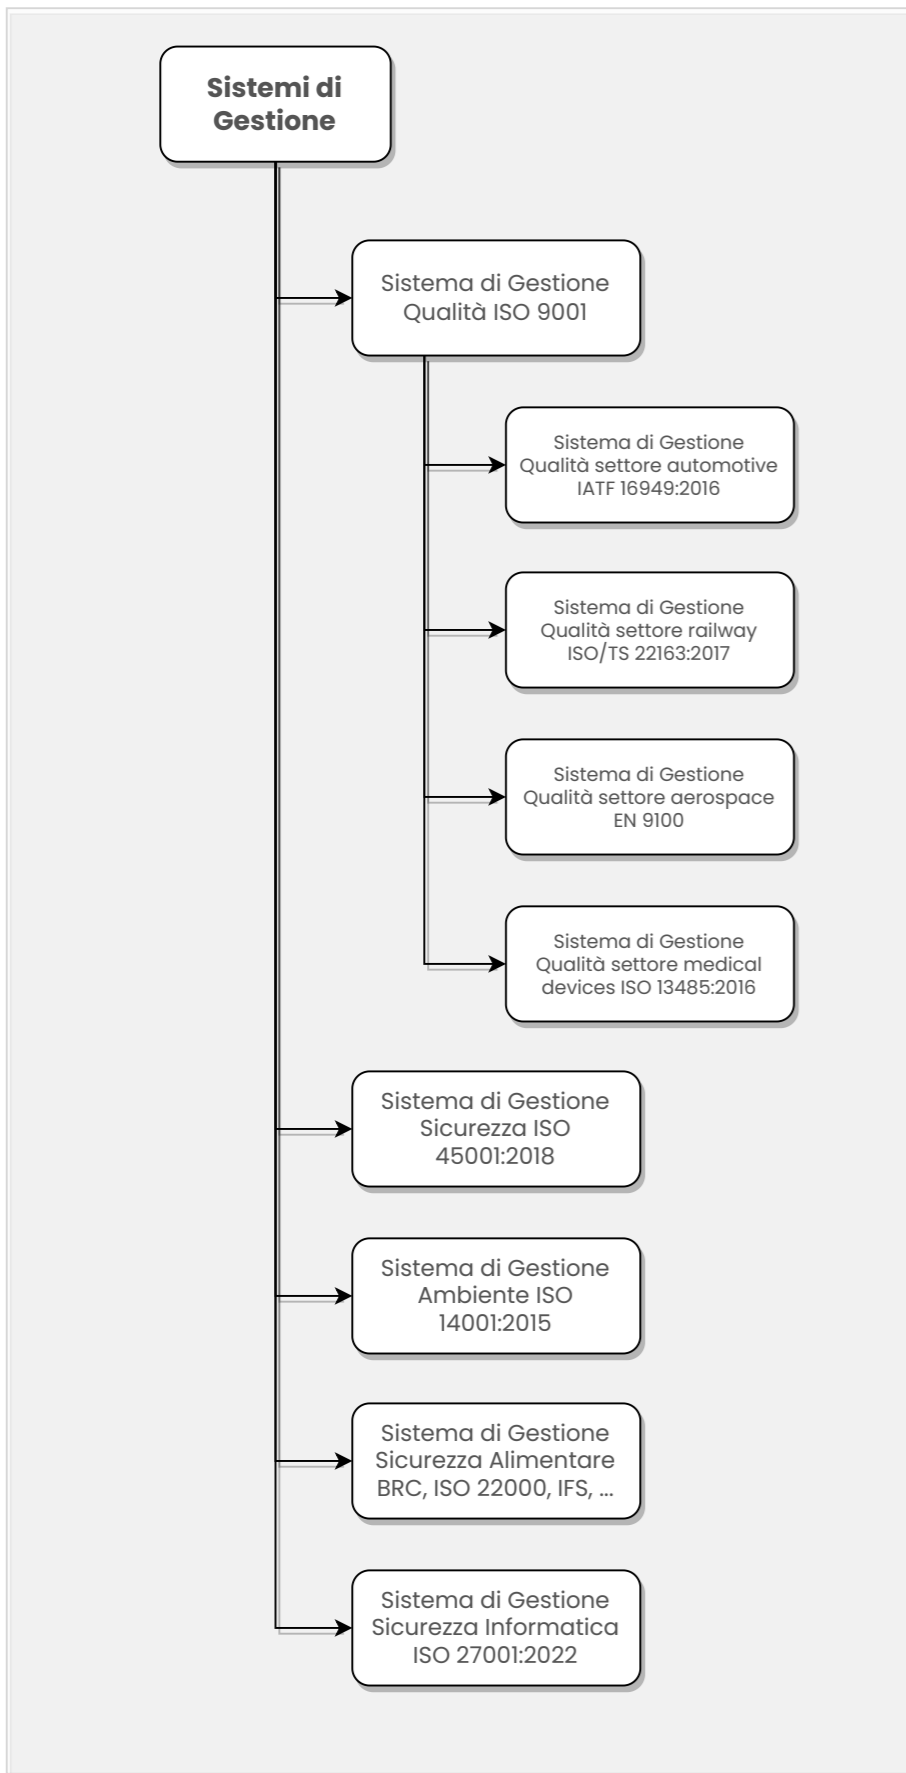 Sistemi di
Gestione
Sistema di Gestione
Qualità ISO 9001
Sistema di Gestione
Qualità settore automotive
IATF 16949:2016
Sistema di Gestione
Qualità settore railway
ISO/TS 22163:2017
Sistema di Gestione
Qualità settore aerospace
EN 9100
Sistema di Gestione
Qualità settore medical
devices ISO 13485:2016
Sistema di Gestione
Sicurezza ISO
45001:2018
Sistema di Gestione
Ambiente ISO
14001:2015
Sistema di Gestione
Sicurezza Alimentare
BRC, ISO 22000, IFS, ...
Sistema di Gestione
Sicurezza Informatica
ISO 27001:2022